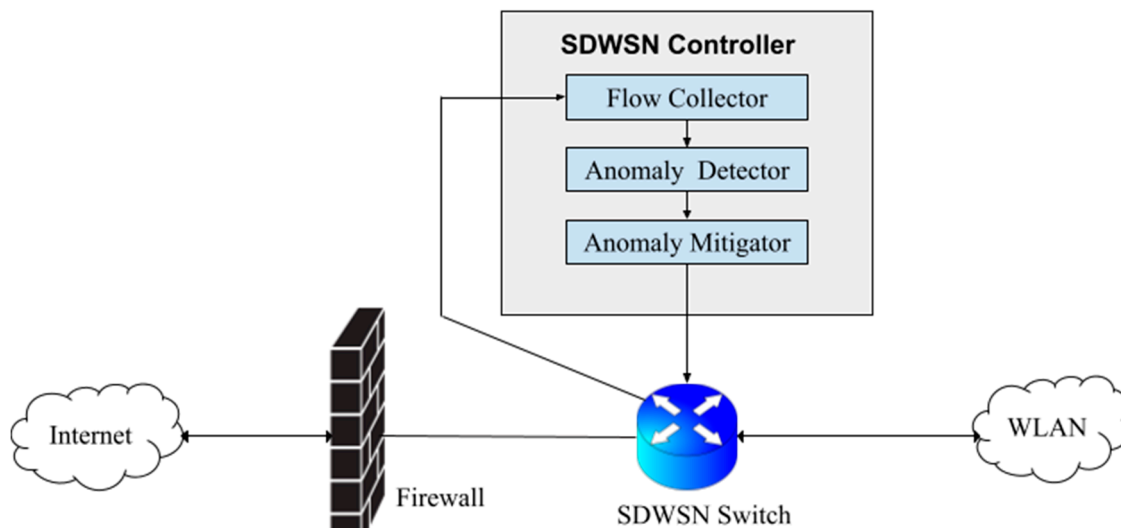 SDWSN Controller
Flow Collector
Anomaly Detector
Anomaly Mitigator
Internet
Firewall
SDWSN Switch
WLAN